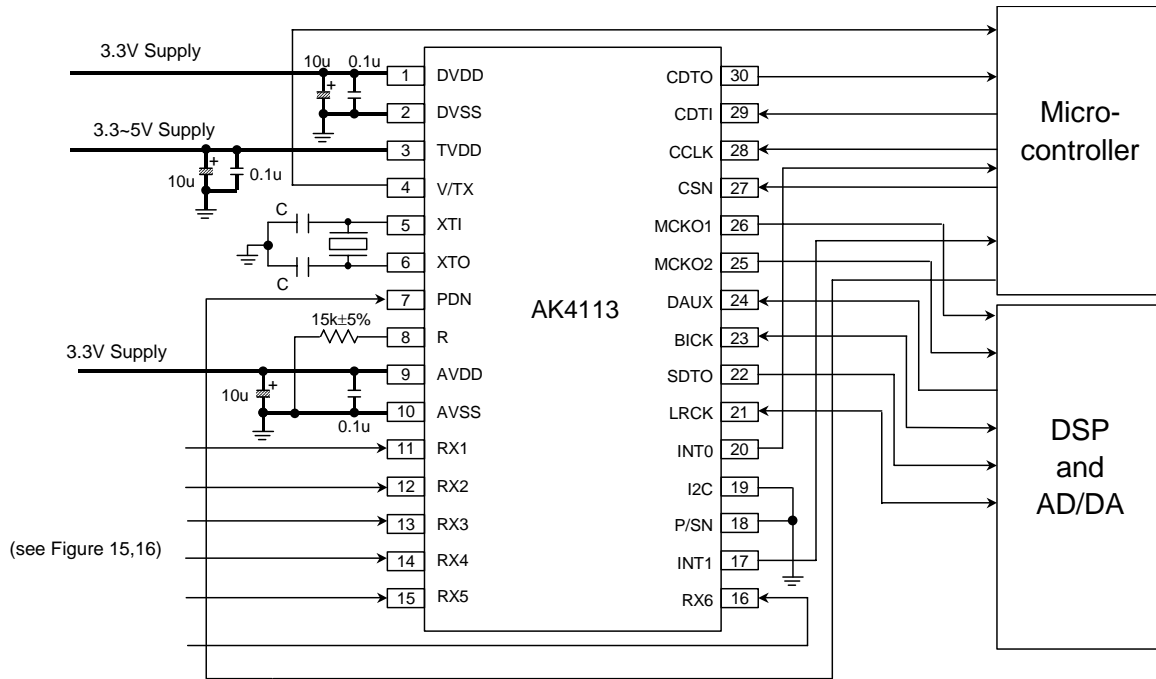 3.3V Supply
10u
+
0.1u
3.3~5V Supply
10u
+
0.1u
C
C
15k±5%
3.3V Supply
10u
+
0.1u
(see Figure 15,16)
1 DVDD
2 DVSS
3 TVDD
4 V/TX
5 XTI
6 XTO
7 PDN
8 R
9 AVDD
10 AVSS
11 RX1
12 RX2
13 RX3
14 RX4
15 RX5
AK4113
CDTO 30
CDTI 29
CCLK 28
CSN 27
MCKO1 26
MCKO2 25
DAUX 24
BICK 23
SDTO 22
LRCK 21
INT0 20
I2C 19
P/SN 18
INT1 17
RX6 16
Micro-
controller
DSP
and
AD/DA